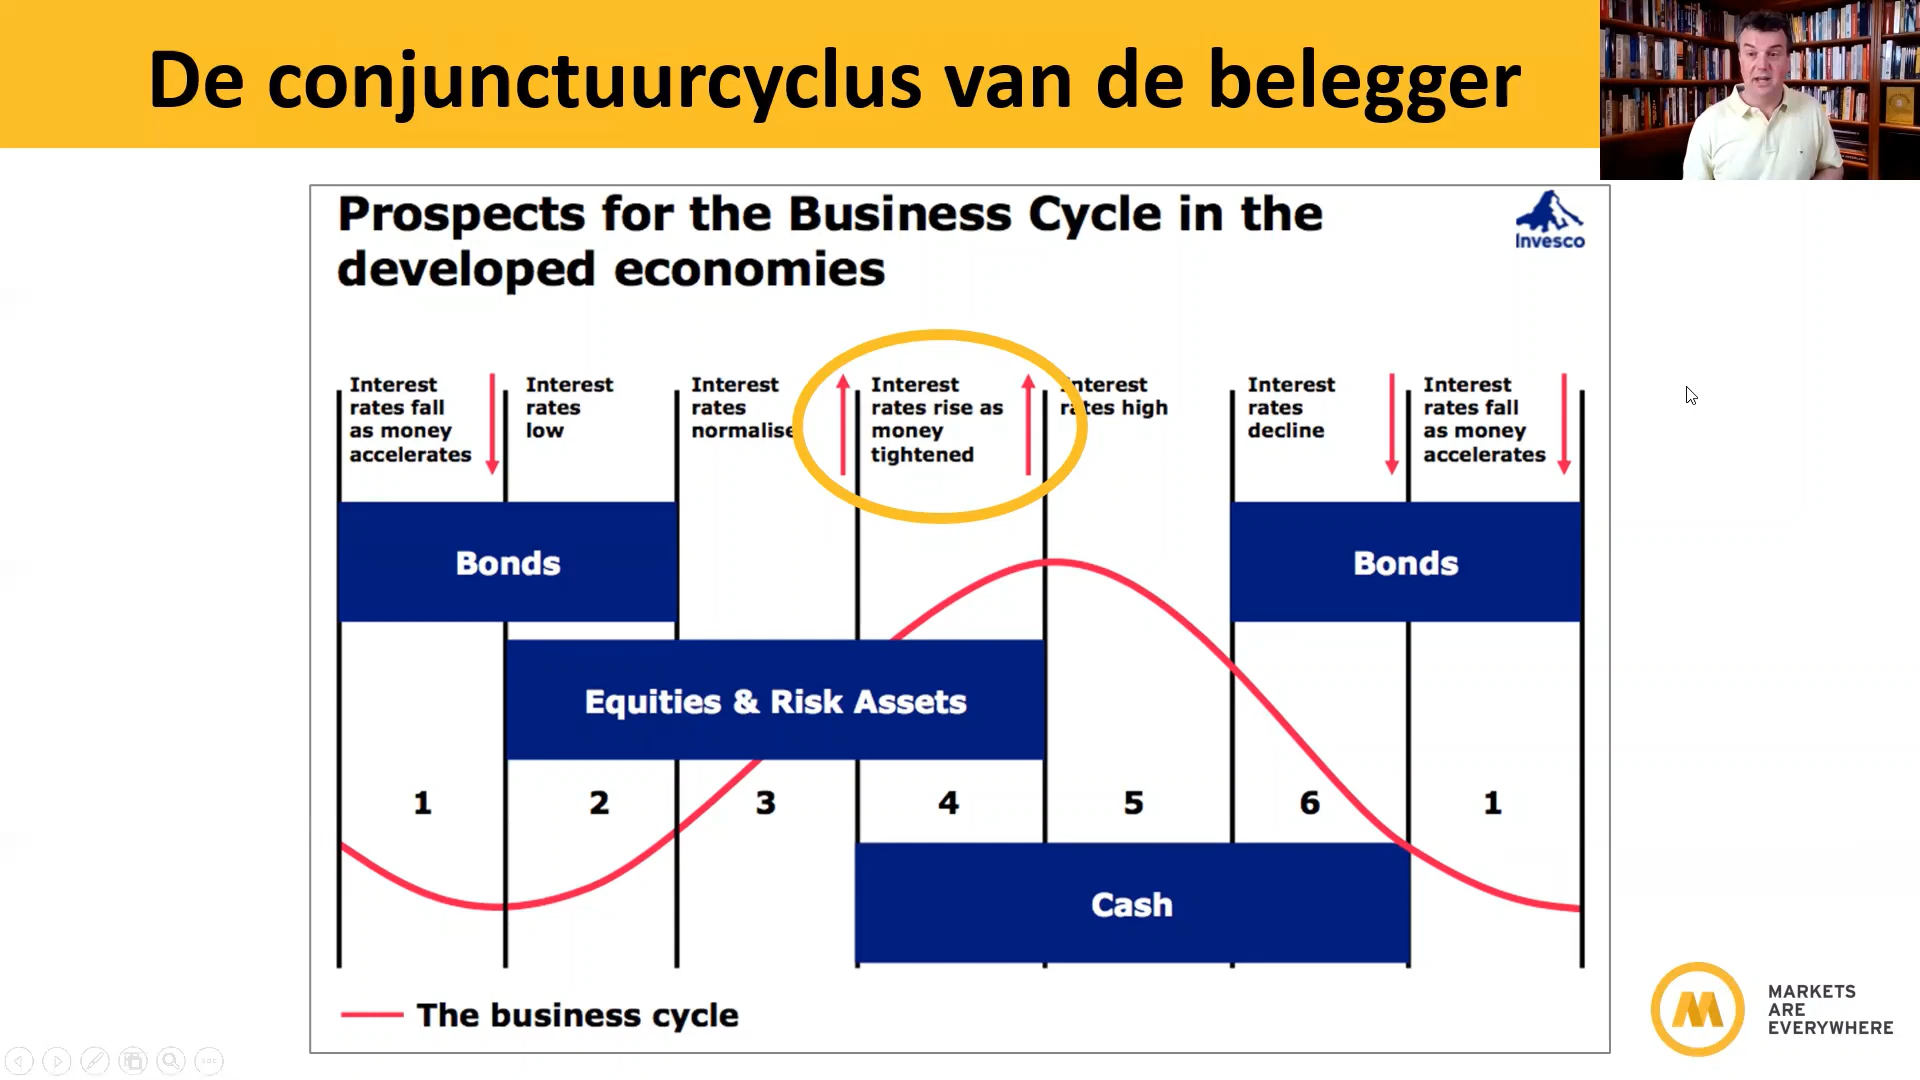 De conjunctuurcyclus van de belegger
Prospects for the Business Cycle in the
developed economies
Invesco
Interest
rates fall
as money
accelerates
Interest
rates
low
Interest
rates
normalise
Interest
rates rise as
money
tightened
Interest
rates high
Interest
rates
decline
Interest
rates fall
as money
accelerates
Bonds
Bonds
Equities & Risk Assets
1
2
3
4
5
6
1
Cash
The business cycle
MARKETS
ARE
EVERYWHERE